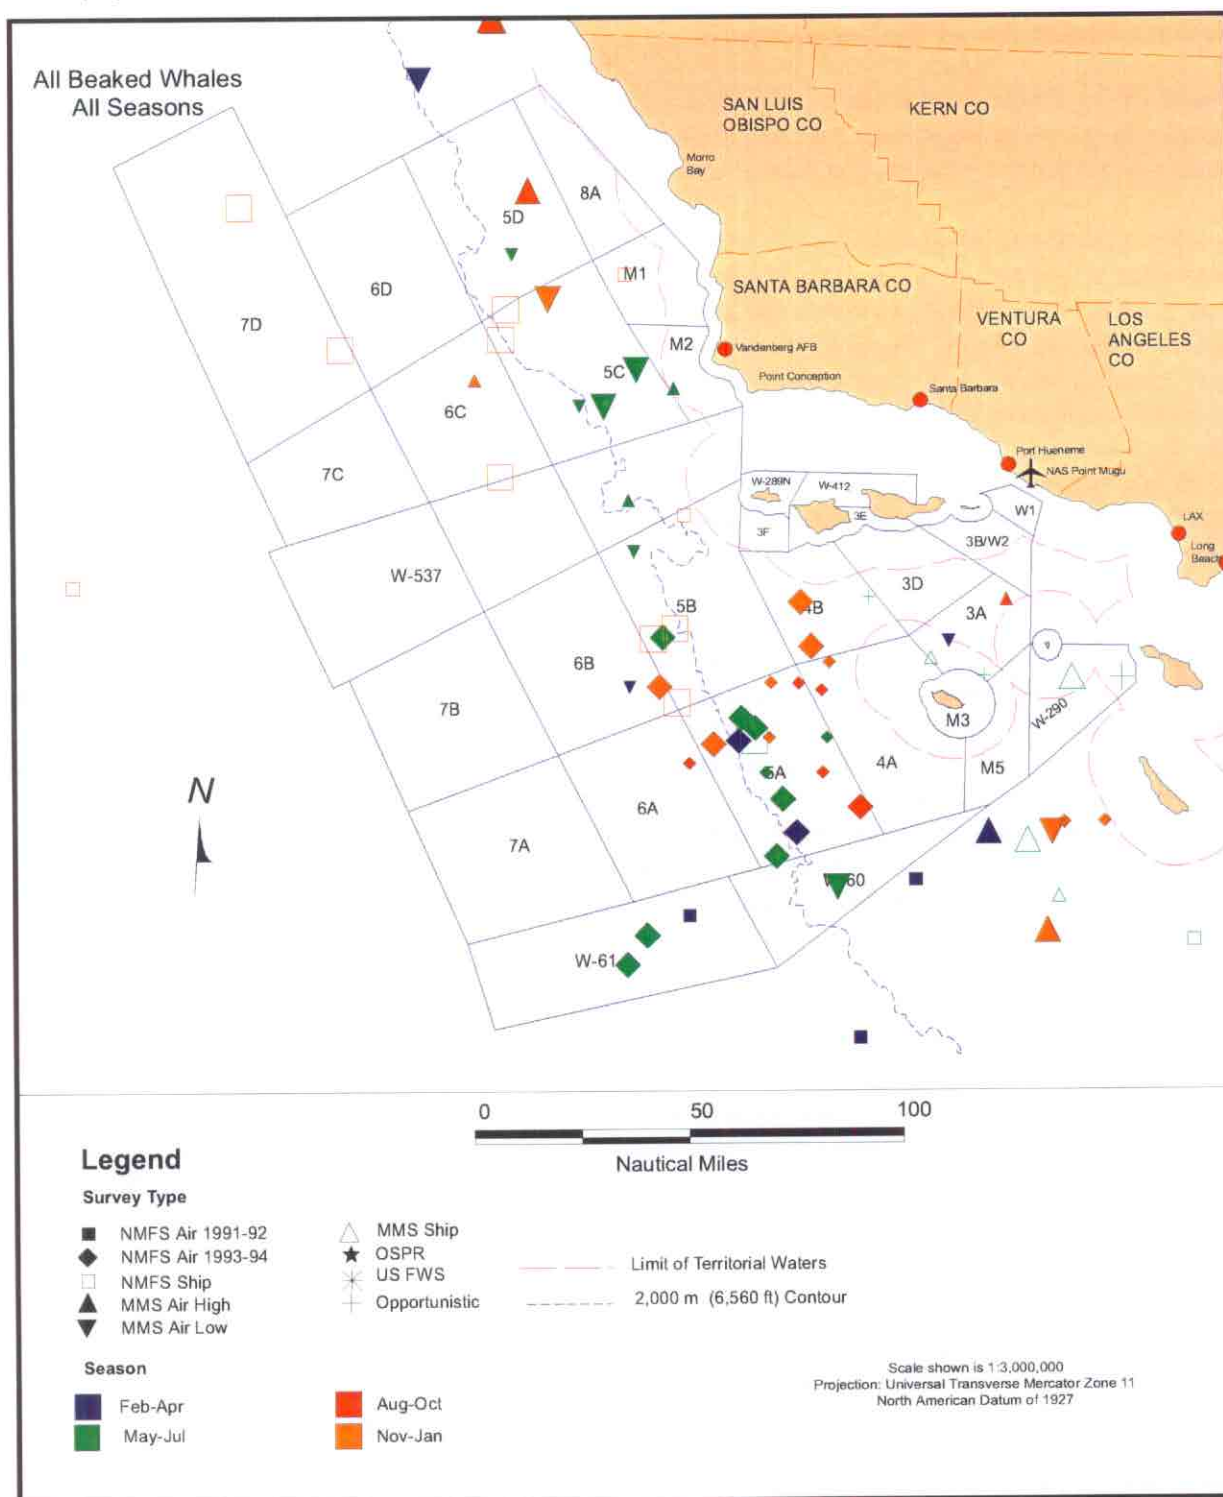 All Beaked Whales
All Seasons
SAN LUIS
OBISPO CO
KERN CO
Morro
Bay
8A
5D
6D
7D
M1
SANTA BARBARA CO
VENTURA
CO
LOS
ANGELES
CO
M2
Vandenberg AFB
5C
Point Conception
Santa Barbara
6C
7C
Port Hueneme
NAS Point Mugu
W-289N
W-412
W1
3E
3F
3B/W2
LAX
Long
Beach
W-537
3D
5B
4B
3A
6B
7B
M3
W-290
5A
4A
M5
6A
7A
W-60
W-61
N
0
50
100
Nautical Miles
Legend
Survey Type
NMFS Air 1991-92
NMFS Air 1993-94
NMFS Ship
MMS Air High
MMS Air Low
MMS Ship
OSPR
US FWS
Opportunistic
Limit of Territorial Waters
2,000 m (6,560 ft) Contour
Season
Feb-Apr
May-Jul
Aug-Oct
Nov-Jan
Scale shown is 1:3,000,000
Projection: Universal Transverse Mercator Zone 11
North American Datum of 1927